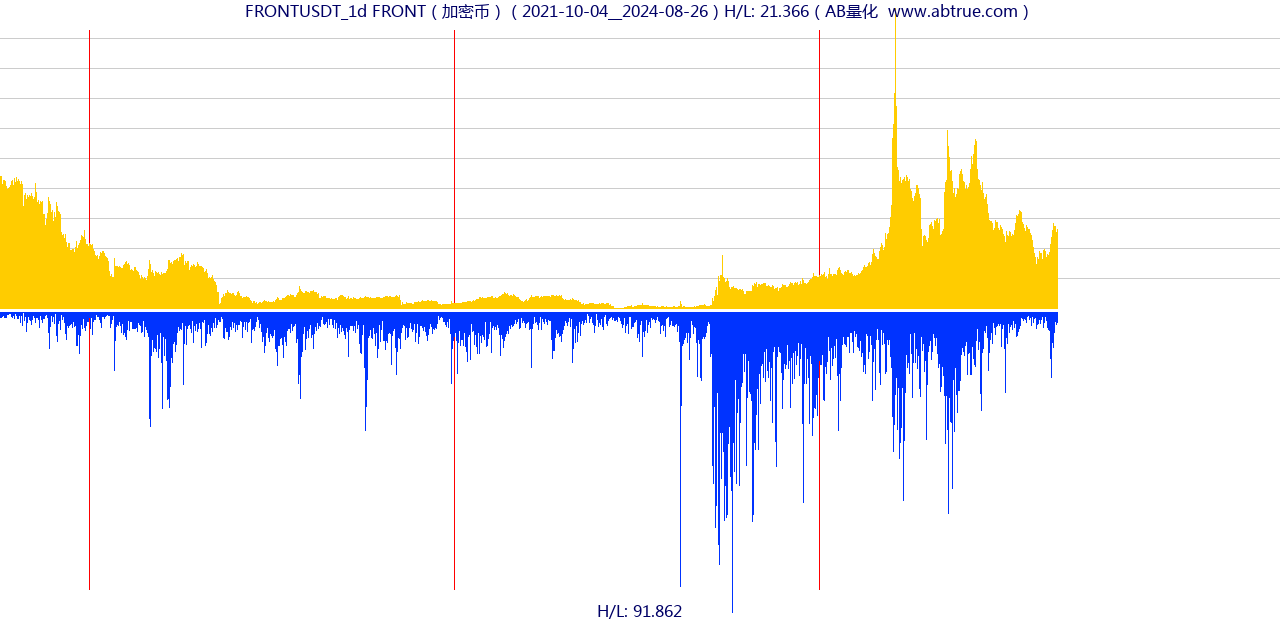 FRONTUSDT_1d FRONT ( 加密币 ) ( 2021-10-04__2024-08-26 ) H/L: 21.366 ( AB量化  www.abtrue.com )
H/L: 91.862